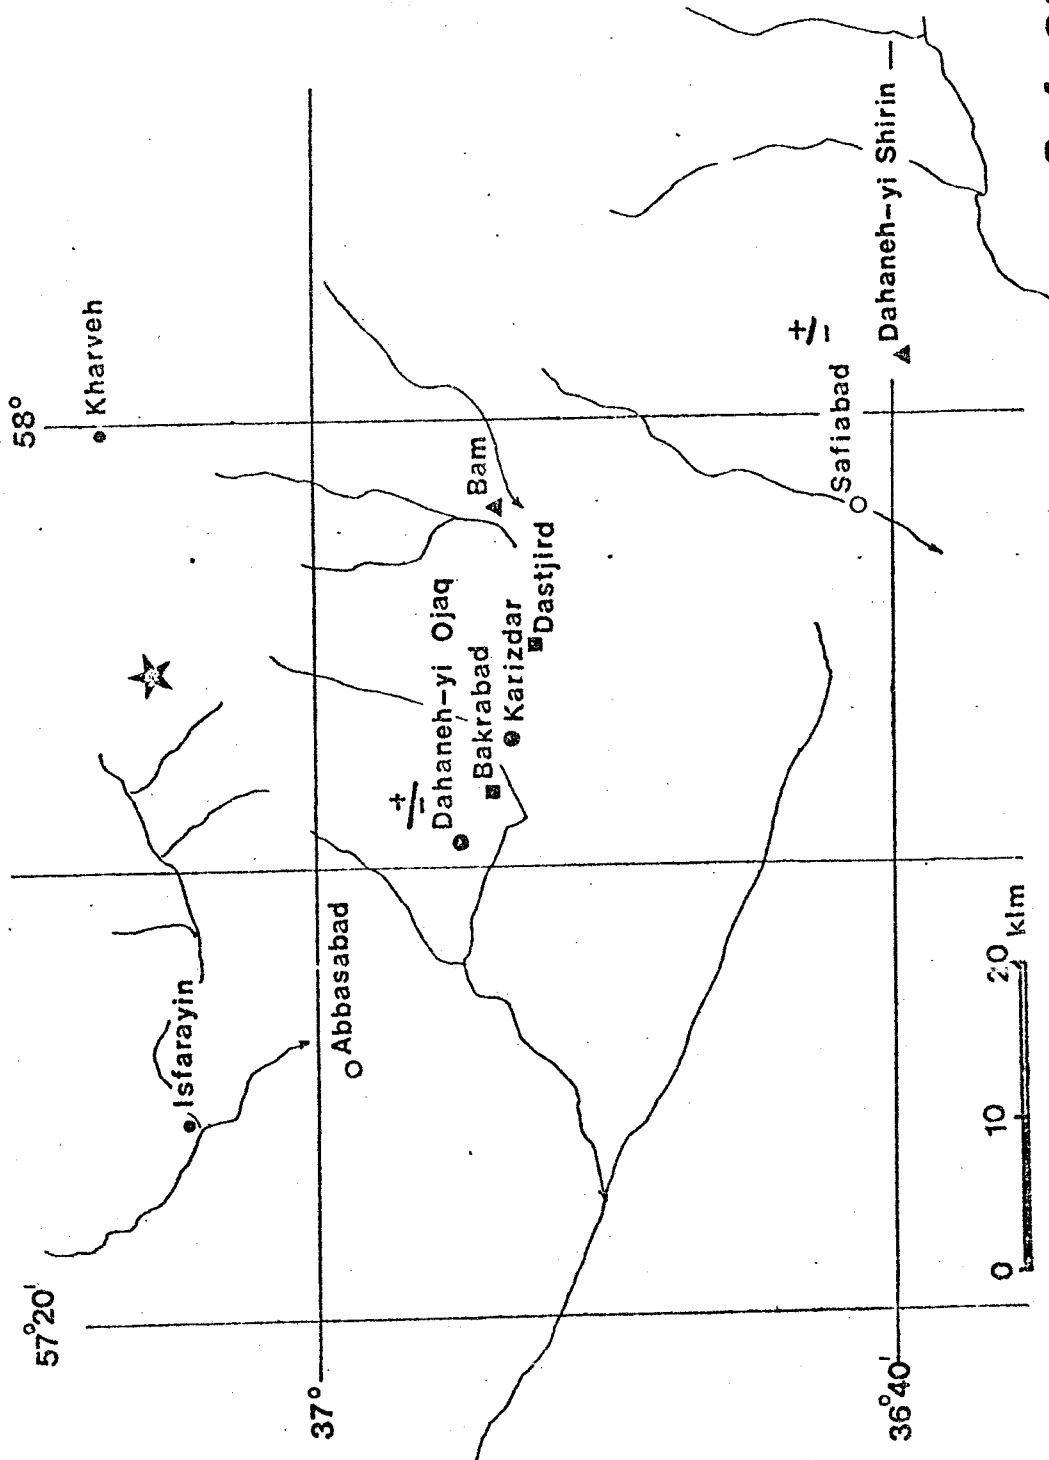 58°
Kharveh
57°20'
Isfarayin
37°
Abbasabad
Bam
+/-
Dahaneh-yi Ojaq
Bakrabad
Karizdar
Dastjird
+/-
Safiabad
36°40'
Dahaneh-yi Shirin
0 10 20 klm